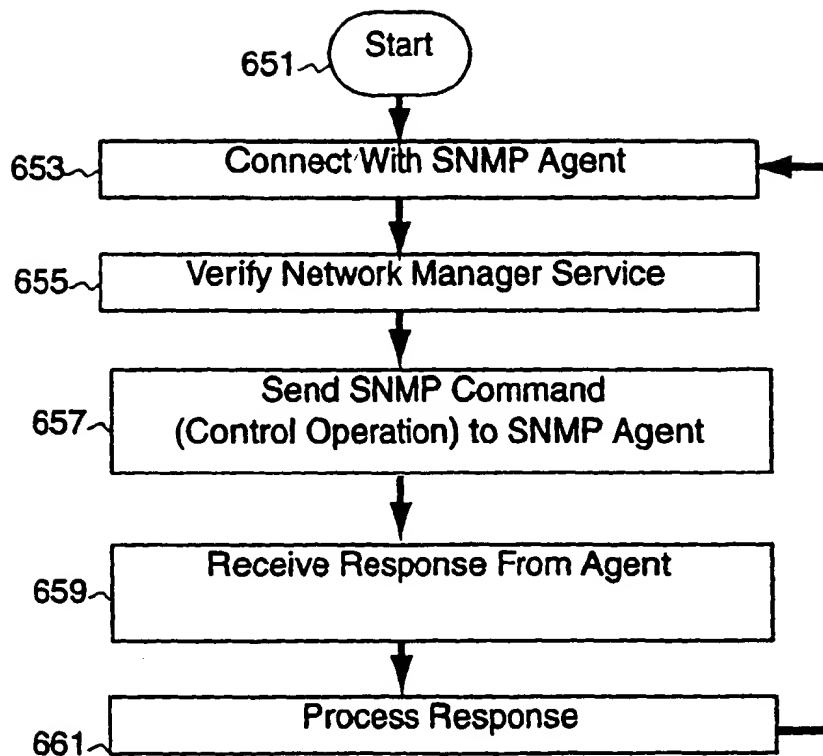 651
Start
653
Connect With SNMP Agent
655
Verify Network Manager Service
657
Send SNMP Command
(Control Operation) to SNMP Agent
659
Receive Response From Agent
661
Process Response